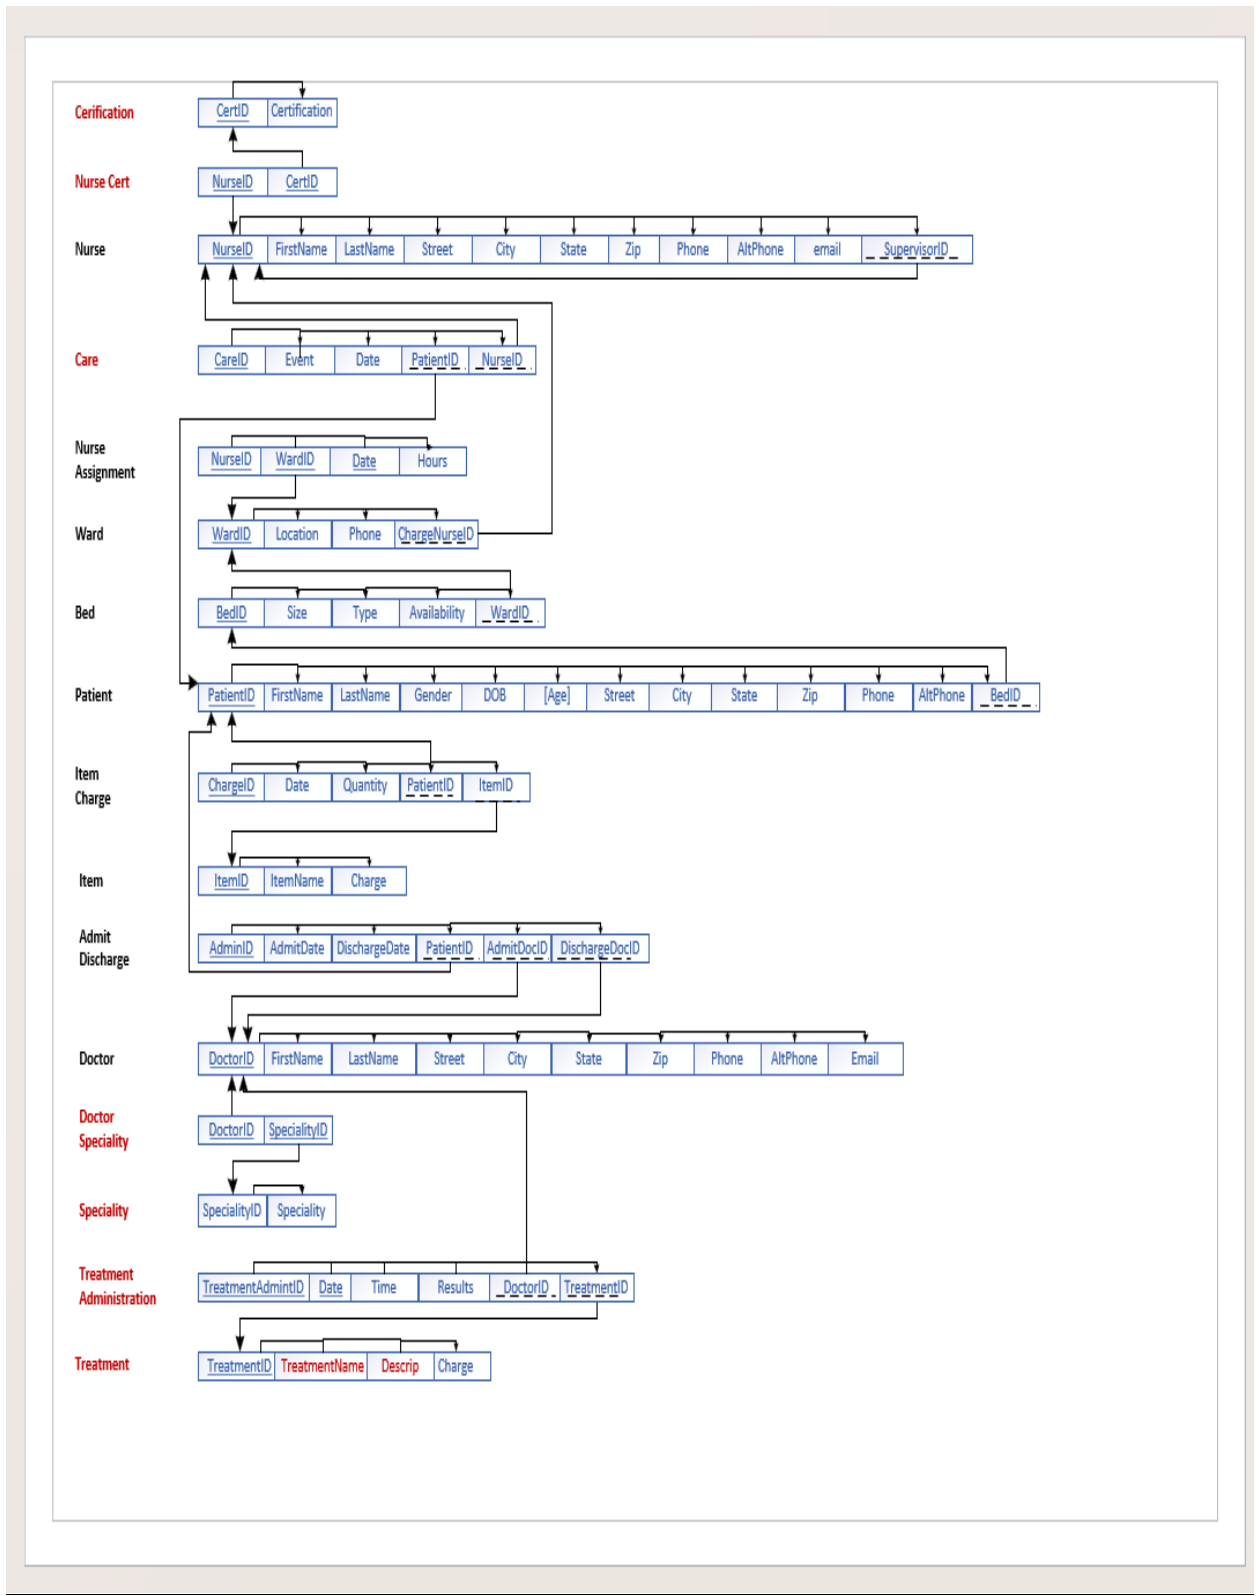 Cerification
CertID Certification
Nurse Cert
NurseID CertID
Nurse
NurseID FirstName LastName Street City State Zip Phone AltPhone email SupervisorID
Care
CareID Event Date PatientID NurseID
Nurse
Assignment
NurseID WardID Date Hours
Ward
WardID Location Phone ChargeNurseID
Bed
BedID Size Type Availability WardID
Patient
PatientID FirstName LastName Gender DOB [Age] Street City State Zip Phone AltPhone BedID
Item
Charge
ChargeID Date Quantity PatientID ItemID
Item
ItemID ItemName Charge
Admit
Discharge
AdminID AdmitDate DischargeDate PatientID AdmitDocID DischargeDocID
Doctor
DoctorID FirstName LastName Street City State Zip Phone AltPhone Email
Doctor
Speciality
DoctorID SpecialityID
Speciality
SpecialityID Speciality
Treatment
Administration
TreatmentAdmintID Date Time Results DoctorID TreatmentID
Treatment
TreatmentID TreatmentName Descrip Charge